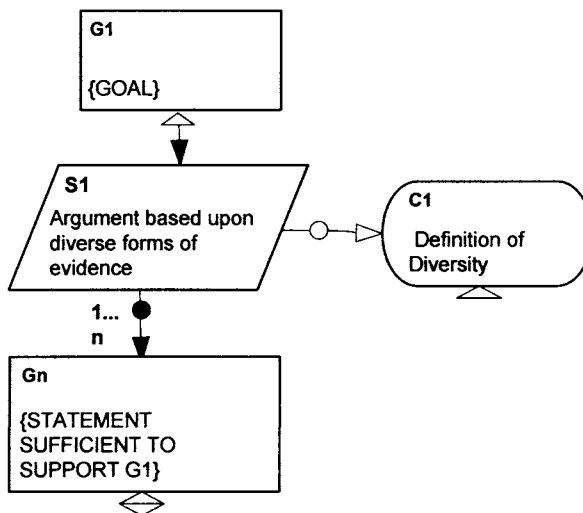 G1
{GOAL}
S1
Argument based upon
diverse forms of
evidence
C1
Definition of
Diversity
1...
n
Gn
{STATEMENT
SUFFICIENT TO
SUPPORT G1}